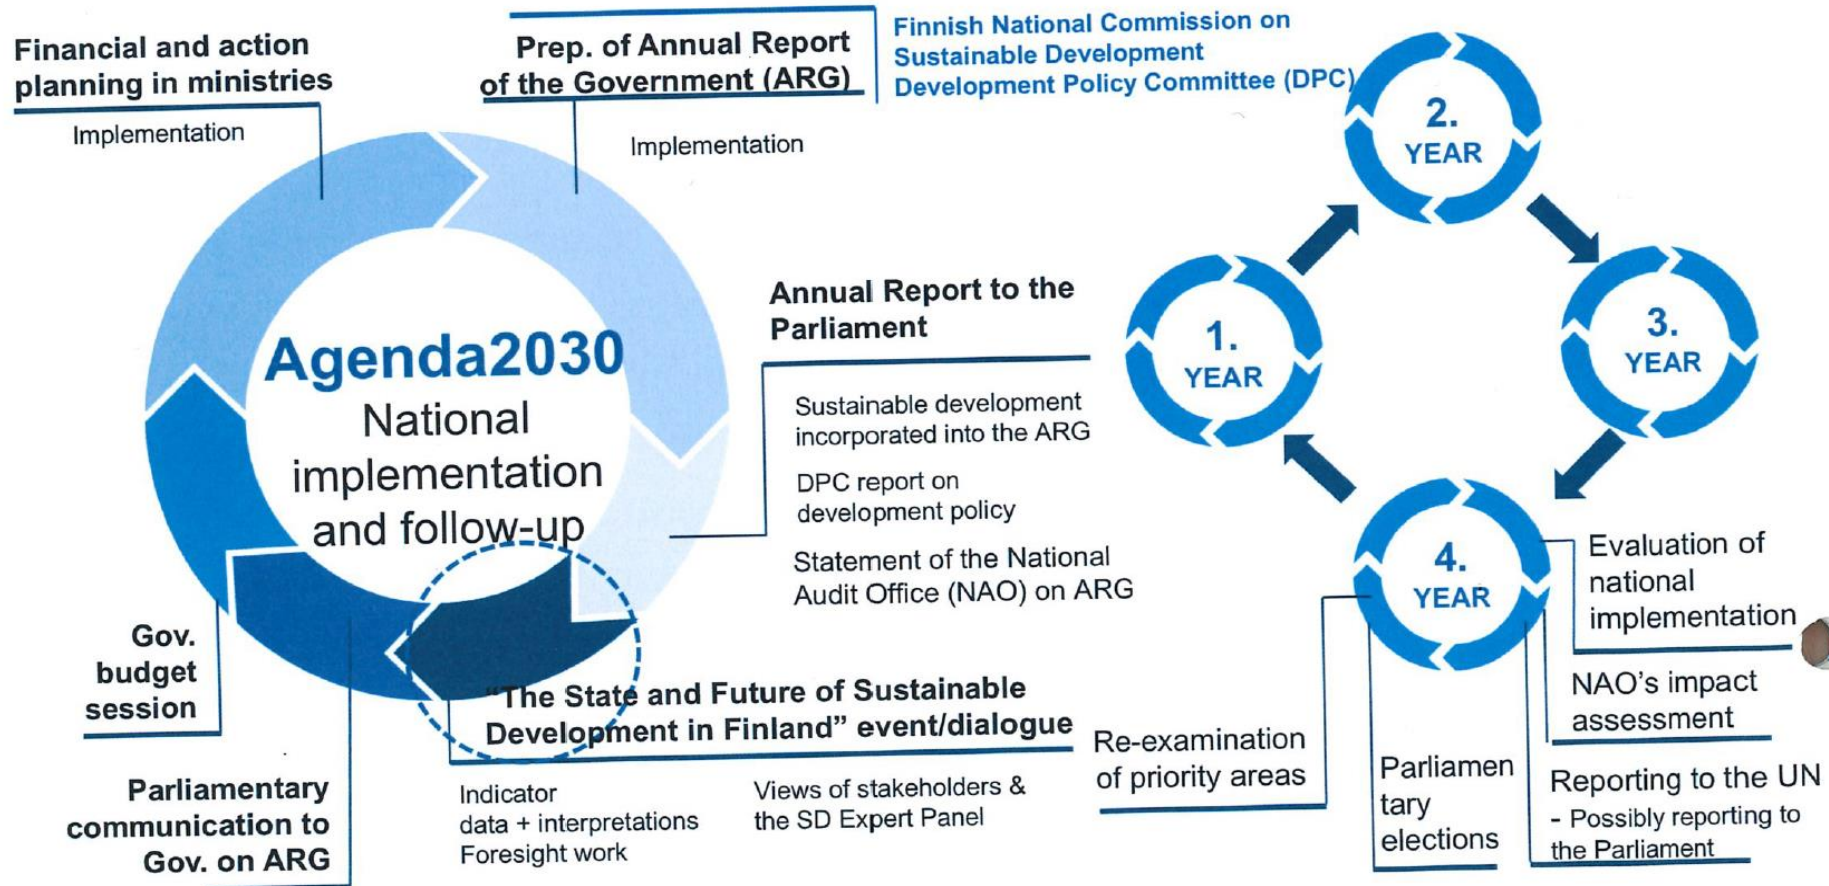 Financial and action
planning in ministries
Implementation
Prep. of Annual Report
of the Government (ARG)
Implementation
Finnish National Commission on
Sustainable Development
Development Policy Committee (DPC)
Agenda2030
National
implementation
and follow-up
Annual Report to the
Parliament
Sustainable development
incorporated into the ARG
DPC report on
development policy
Statement of the National
Audit Office (NAO) on ARG
"The State and Future of Sustainable
Development in Finland" event/dialogue
Indicator
data + interpretations
Foresight work
Views of stakeholders &
the SD Expert Panel
Parliamentary
communication to
Gov. on ARG
Gov.
budget
session
1.
YEAR
2.
YEAR
3.
YEAR
4.
YEAR
Evaluation of
national
implementation
NAO's impact
assessment
Reporting to the UN
- Possibly reporting to
the Parliament
Parliamen
tary
elections
Re-examination
of priority areas